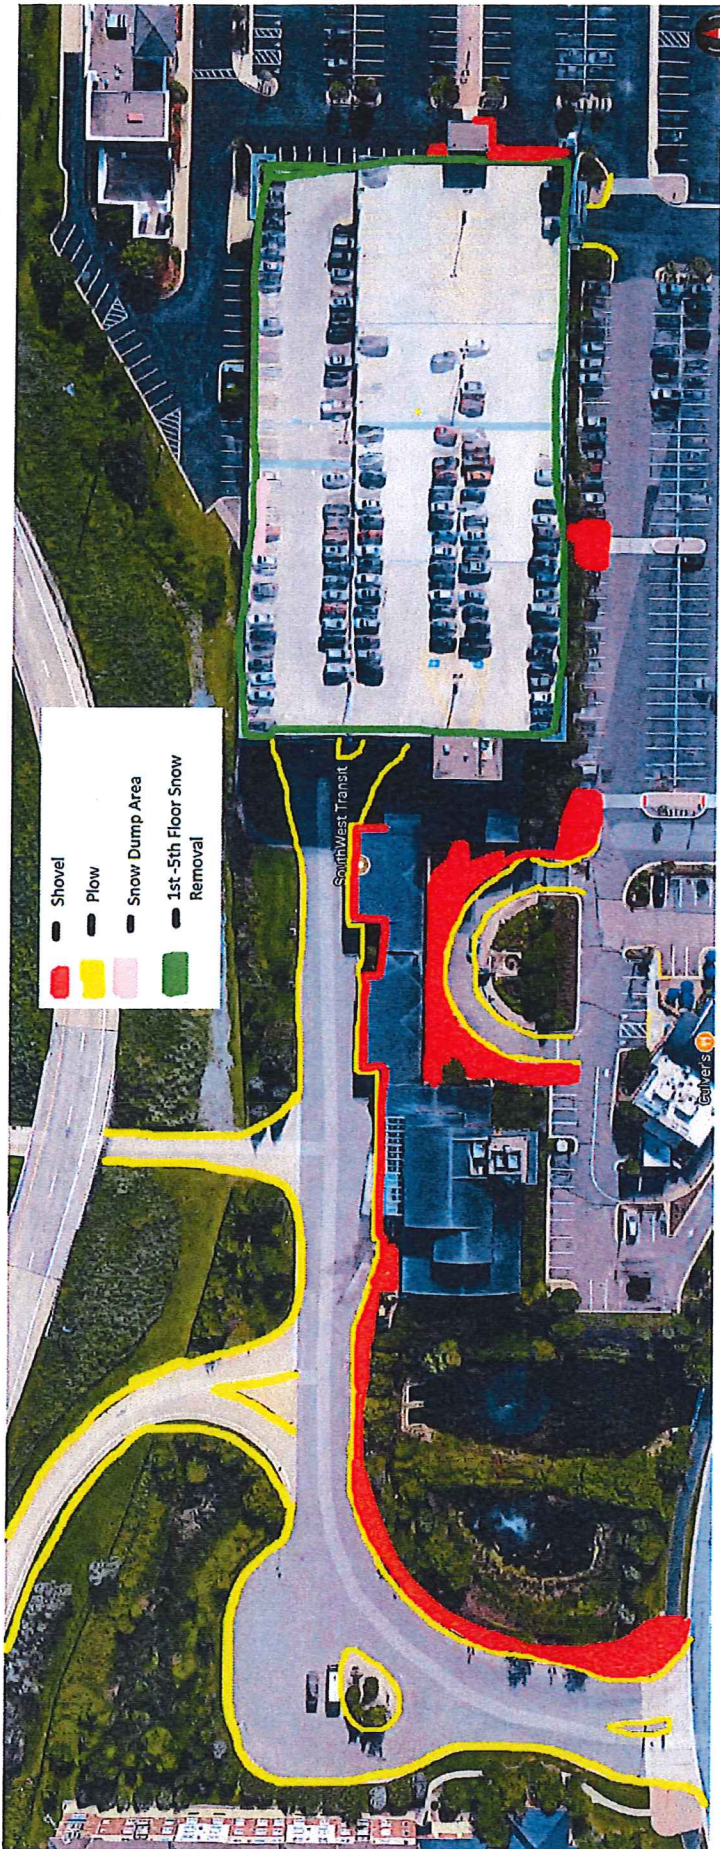 Shovel
Plow
Snow Dump Area
1st -5th Floor Snow
Removal
SouthWest Transit
Culver's